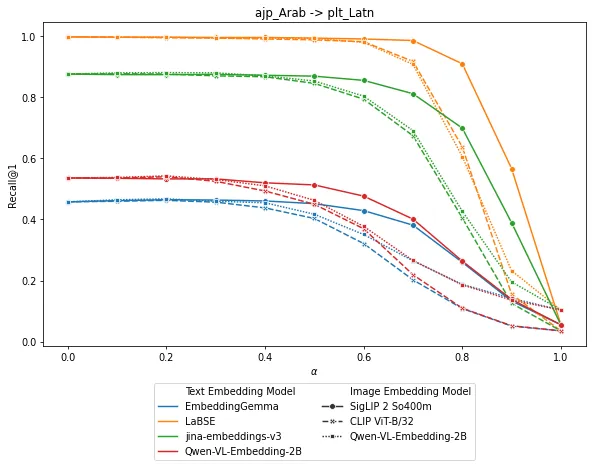 ajp_Arab -> plt_Latn
Recall@1
1.0
0.8
0.6
0.4
0.2
0.0
0.0 0.2 0.4 0.6 0.8 1.0
α
Text Embedding Model
EmbeddingGemma
LaBSE
jina-embeddings-v3
Qwen-VL-Embedding-2B
Image Embedding Model
SigLIP 2 So400m
CLIP ViT-B/32
Qwen-VL-Embedding-2B